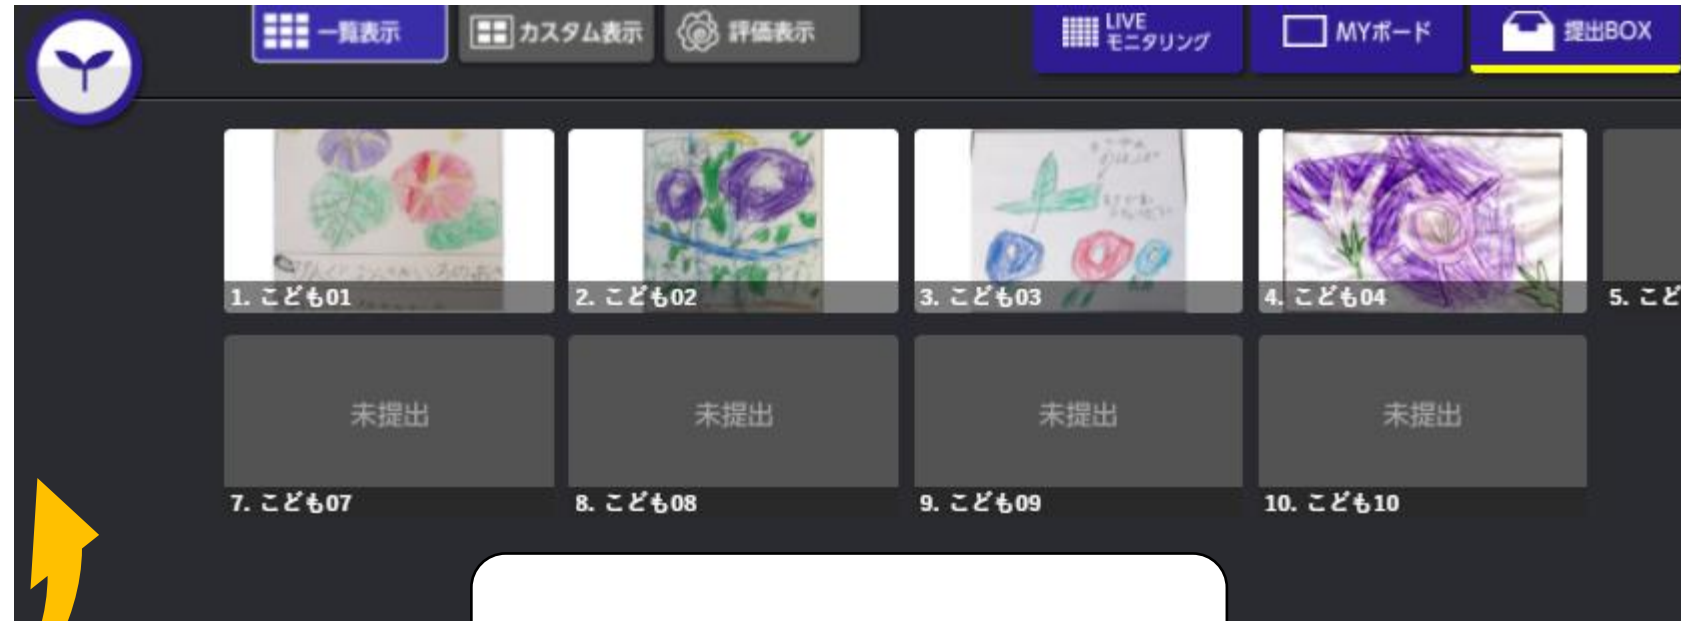 一覧表示
カスタム表示
評価表示
LIVE
モニタリング
MYボード
提出BOX
1. こども01
2. こども02
3. こども03
4. こども04
5. こど
未提出
未提出
未提出
未提出
7. こども07
8. こども08
9. こども09
10. こども10